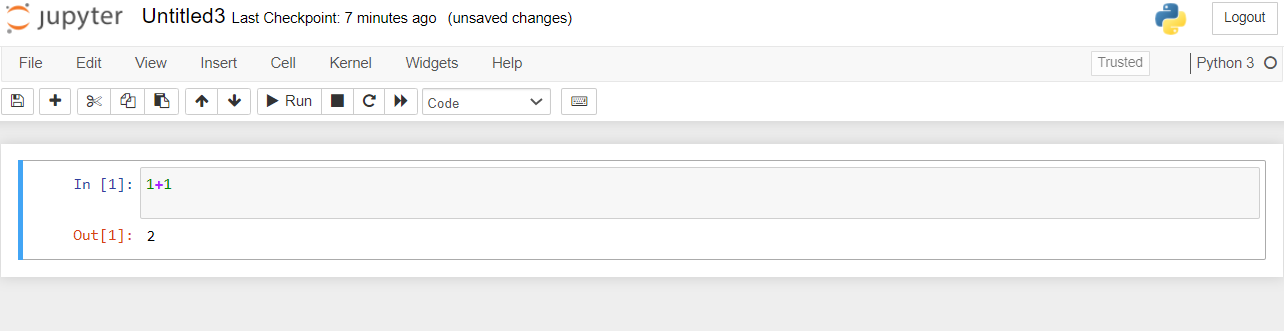 jupyter Untitled3 Last Checkpoint: 7 minutes ago (unsaved changes) Logout
File Edit View Insert Cell Kernel Widgets Help Trusted Python 3
Run Code
In [1]: 1+1
Out[1]: 2